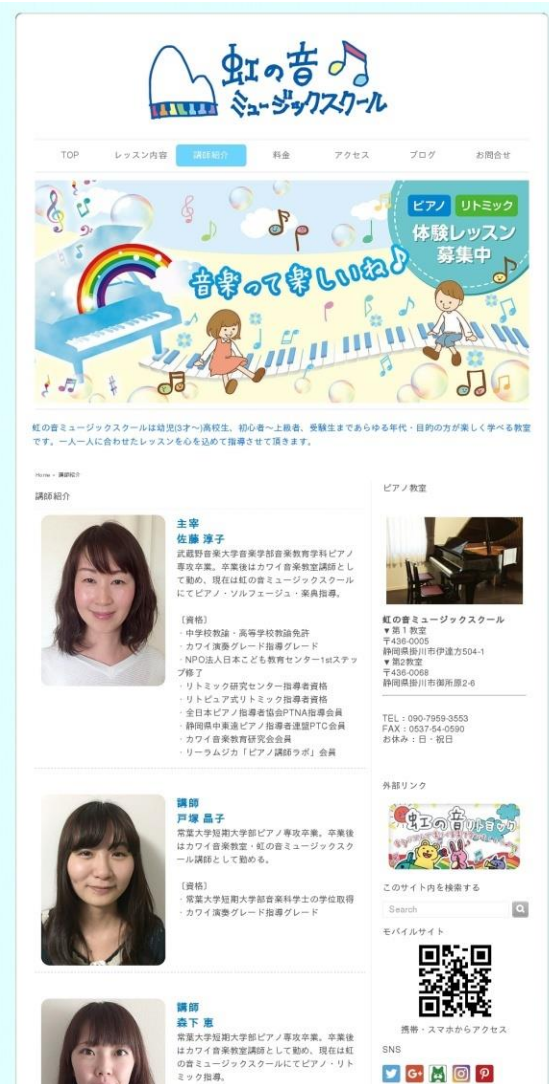 虹の音
ミュージックスクール
TOP
レッスン内容
講師紹介
料金
アクセス
ブログ
お問合せ
ピアノ
リトミック
体験レッスン
募集中
音楽って楽しいね♪
虹の音ミュージックスクールは幼児(3才〜)高校生、初心者〜上級者、受験生まであらゆる年代・目的の方が楽しく学べる教室
です。一人一人に合わせたレッスンを心を込めて指導させて頂きます。
Home » 講師紹介
講師紹介
主宰
佐藤 淳子
武蔵野音楽大学音楽学部音楽教育学科ピアノ
専攻卒業。卒業後はカワイ音楽教室講師とし
て勤め、現在は虹の音ミュージックスクール
にてピアノ・ソルフェージュ・楽典指導。
〔資格〕
・中学校教諭・高等学校教諭免許
・カワイ演奏グレード指導グレード
・NPO法人日本こども教育センター1stステッ
プ修了
・リトミック研究センター指導者資格
・リトピュア式リトミック指導者資格
・全日本ピアノ指導者協会PTNA指導会員
・静岡県中東遠ピアノ指導者連盟PTC会員
・カワイ音楽教育研究会会員
・リーラムジカ「ピアノ講師ラボ」会員
講師
戸塚 晶子
常葉大学短期大学部ピアノ専攻卒業。卒業後
はカワイ音楽教室・虹の音ミュージックスク
ール講師として勤める。
〔資格〕
・常葉大学短期大学部音楽科学士の学位取得
・カワイ演奏グレード指導グレード
講師
森下 恵
常葉大学短期大学部ピアノ専攻卒業。卒業後
はカワイ音楽教室講師として勤め、現在は虹
の音ミュージックスクールにてピアノ・リト
ミック指導。
ピアノ教室
虹の音ミュージックスクール
▼第１教室
〒436-0005
静岡県掛川市伊達方504-1
▼第2教室
〒436-0068
静岡県掛川市御所原2-6
TEL：090-7959-3553
FAX：0537-54-0590
お休み：日・祝日
外部リンク
虹の音リトミック
このサイト内を検索する
Search
モバイルサイト
携帯・スマホからアクセス
SNS